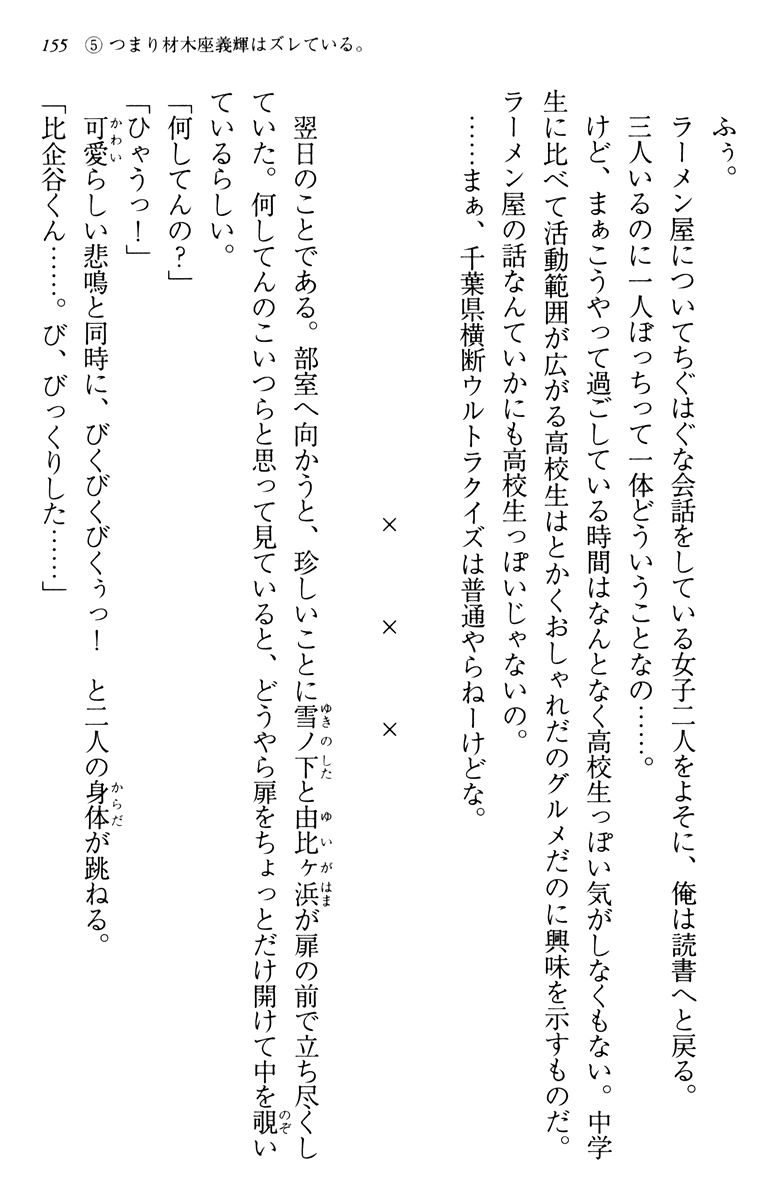 155 ⑤ つまり材木座義輝はズレている。
ふぅ。
ラーメン屋についてちぐはぐな会話をしている女子二人をよそに、俺は読書へと戻る。
三人いるのに一人ぼっちって一体どういうことなの……。
けど、まぁこうやって過ごしている時間はなんとなく高校生っぽい気がしなくもない。中学
生に比べて活動範囲が広がる高校生はとかくおしゃれだのグルメだのに興味を示すものだ。
ラーメン屋の話なんていかにも高校生っぽいじゃないの。
……まぁ、千葉県横断ウルトラクイズは普通やらねーけどな。
× × ×
翌日のことである。部室へ向かうと、珍しいことに雪ノ下と由比ヶ浜が扉の前で立ち尽くし
ていた。何してんのこいつらと思って見ていると、どうやら扉をちょっとだけ開けて中を覗い
ているらしい。
「何してんの？」
「ひゃうっ！」
可愛らしい悲鳴と同時に、びくびくびくぅっ！　と二人の身体が跳ねる。
「比企谷くん……。び、びっくりした……」